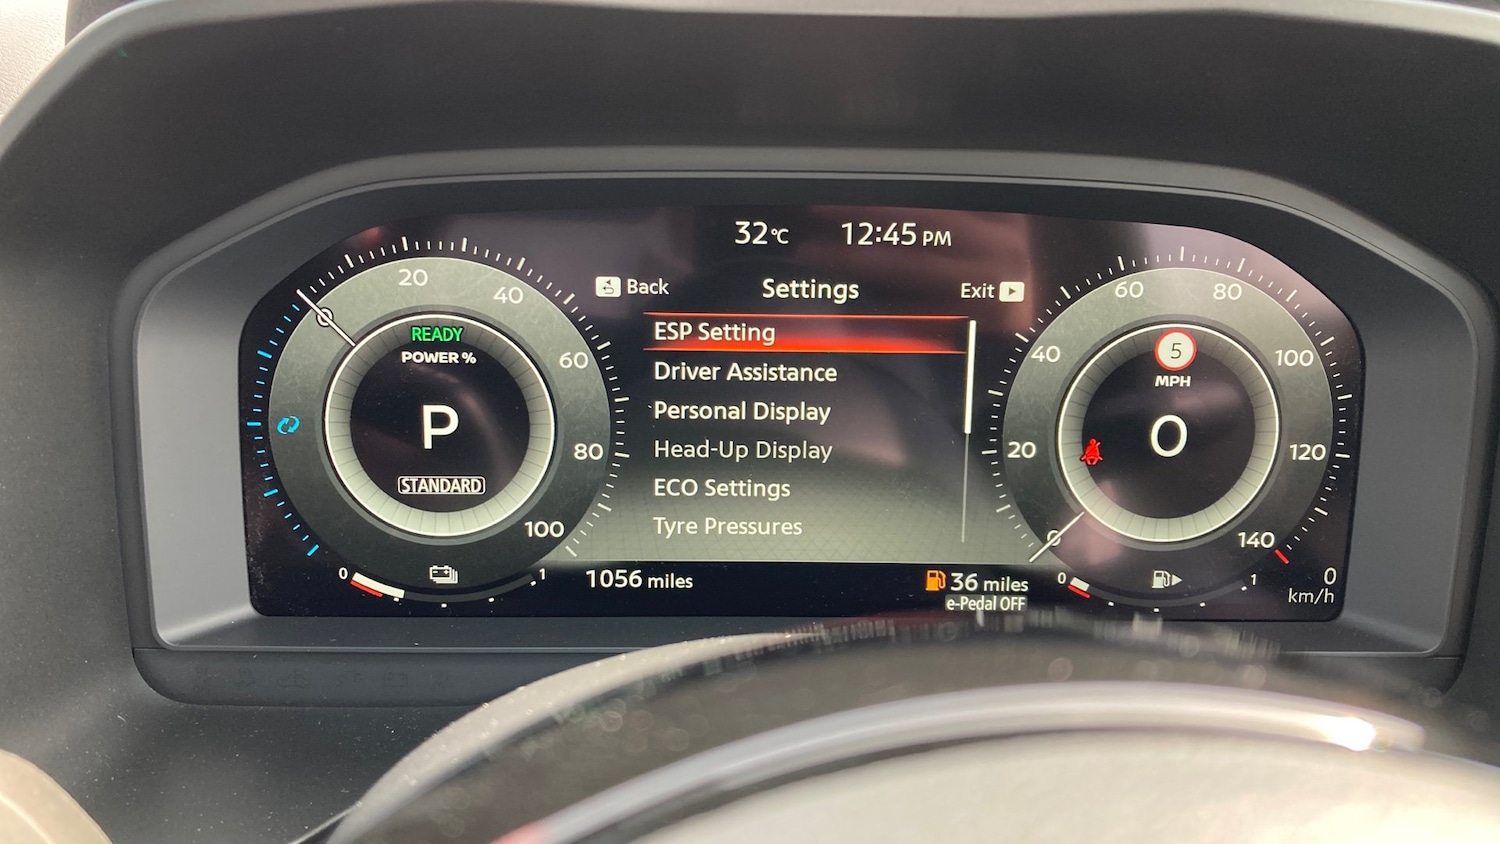 32°C 12:45 PM
Back Settings Exit
ESP Setting
Driver Assistance
Personal Display
Head-Up Display
ECO Settings
Tyre Pressures
0 20 40 60 80 100
READY
POWER %
P
STANDARD
0 1
0 20 40 60 80 100 120 140
5
MPH
0
1056 miles
36 miles
e-Pedal OFF
0 1
0
km/h